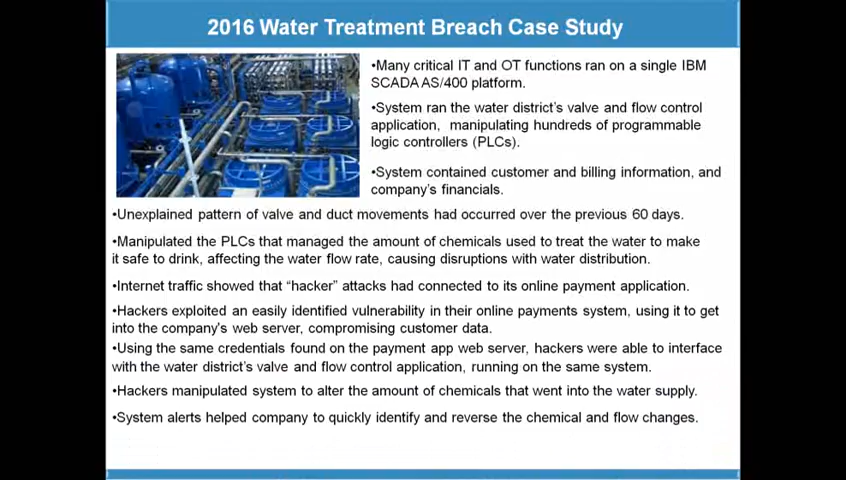 2016 Water Treatment Breach Case Study
•Many critical IT and OT functions ran on a single IBM
SCADA AS/400 platform.
•System ran the water district's valve and flow control
application, manipulating hundreds of programmable
logic controllers (PLCs).
•System contained customer and billing information, and
company's financials.
•Unexplained pattern of valve and duct movements had occurred over the previous 60 days.
•Manipulated the PLCs that managed the amount of chemicals used to treat the water to make
it safe to drink, affecting the water flow rate, causing disruptions with water distribution.
•Internet traffic showed that “hacker” attacks had connected to its online payment application.
•Hackers exploited an easily identified vulnerability in their online payments system, using it to get
into the company's web server, compromising customer data.
•Using the same credentials found on the payment app web server, hackers were able to interface
with the water district's valve and flow control application, running on the same system.
•Hackers manipulated system to alter the amount of chemicals that went into the water supply.
•System alerts helped company to quickly identify and reverse the chemical and flow changes.